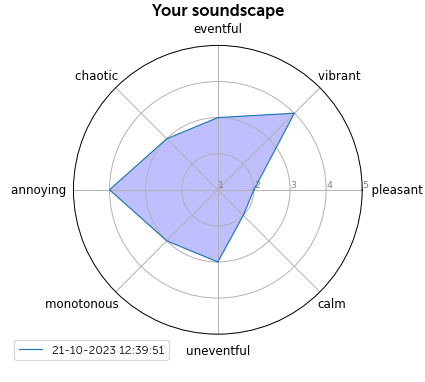 Your soundscape
eventful
chaotic
vibrant
annoying
1 2 3 4 5
pleasant
monotonous
calm
uneventful
21-10-2023 12:39:51